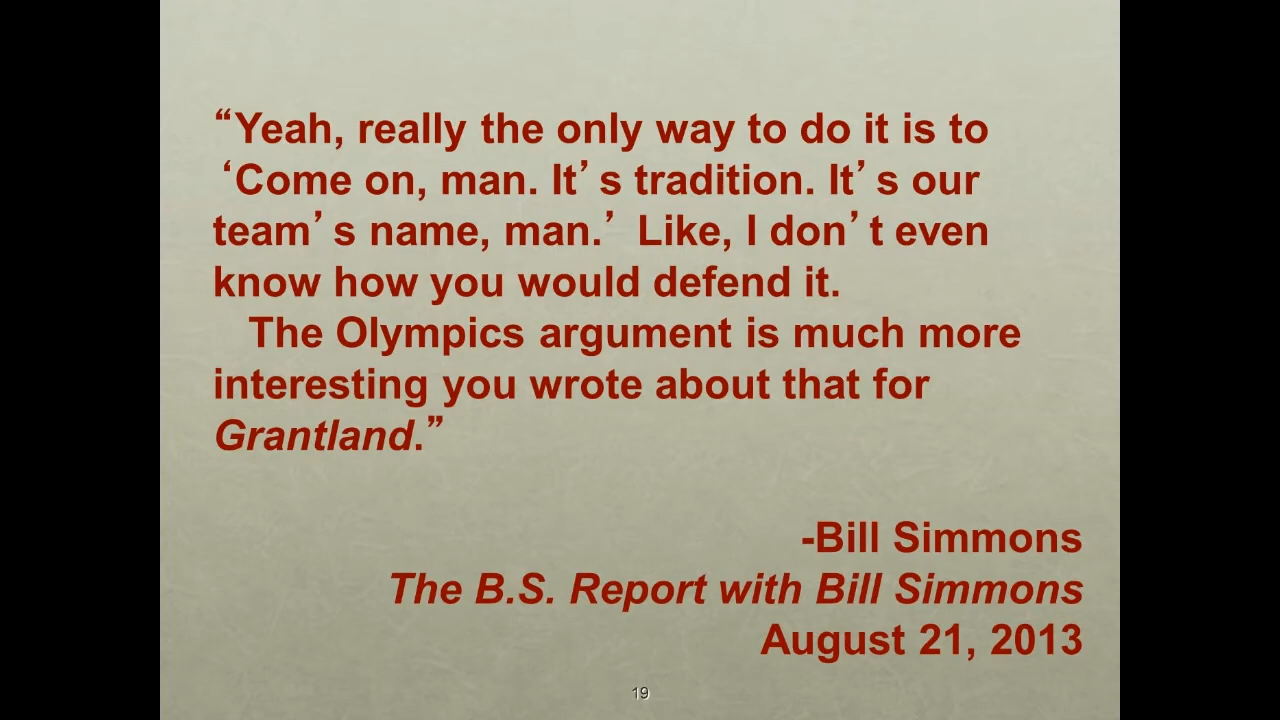 “Yeah, really the only way to do it is to
‘Come on, man. It’s tradition. It’s our
team’s name, man.’ Like, I don’t even
know how you would defend it.
The Olympics argument is much more
interesting you wrote about that for
Grantland.”
-Bill Simmons
The B.S. Report with Bill Simmons
August 21, 2013
19